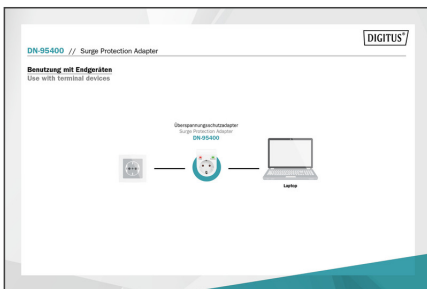 DIGITUS®
DN-95400 // Surge Protection Adapter
Benutzung mit Endgeräten
Use with terminal devices
Überspannungsschutzadapter
Surge Protection Adapter
DN-95400
Laptop